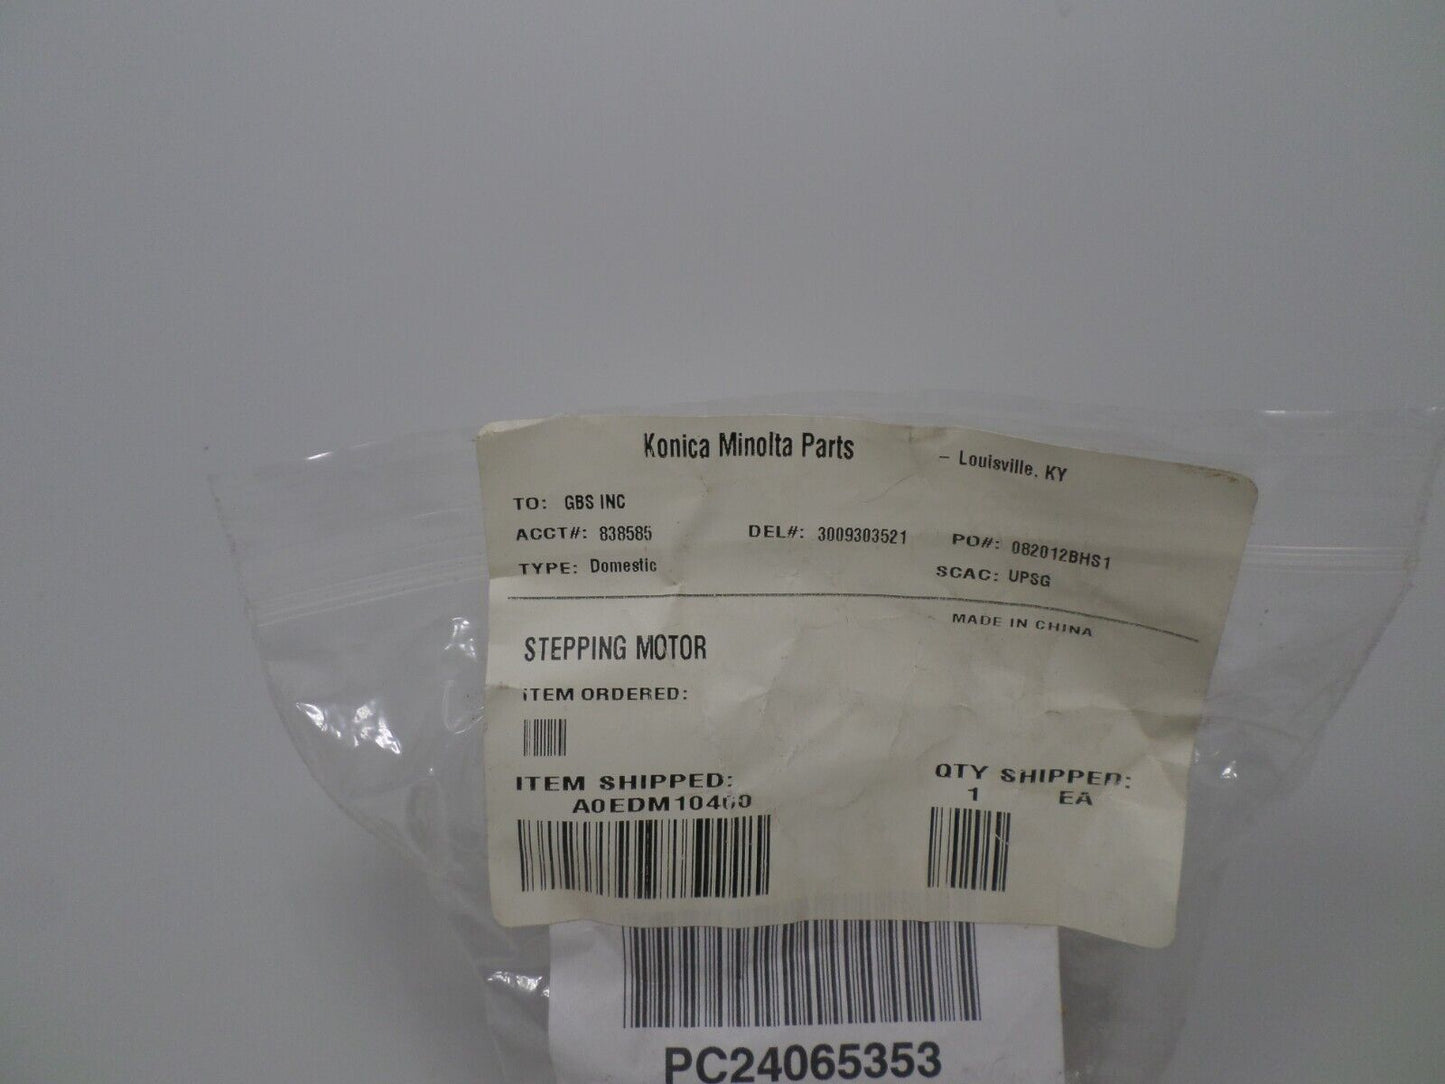 Konica Minolta Parts – Louisville, KY
TO: GBS INC
ACCT#: 838585 DEL#: 3009303521 PO#: 082012BHS1
TYPE: Domestic SCAC: UPSG
MADE IN CHINA
STEPPING MOTOR
ITEM ORDERED:
ITEM SHIPPED: QTY SHIPPED:
A0EDM10400 1 EA
PC24065353